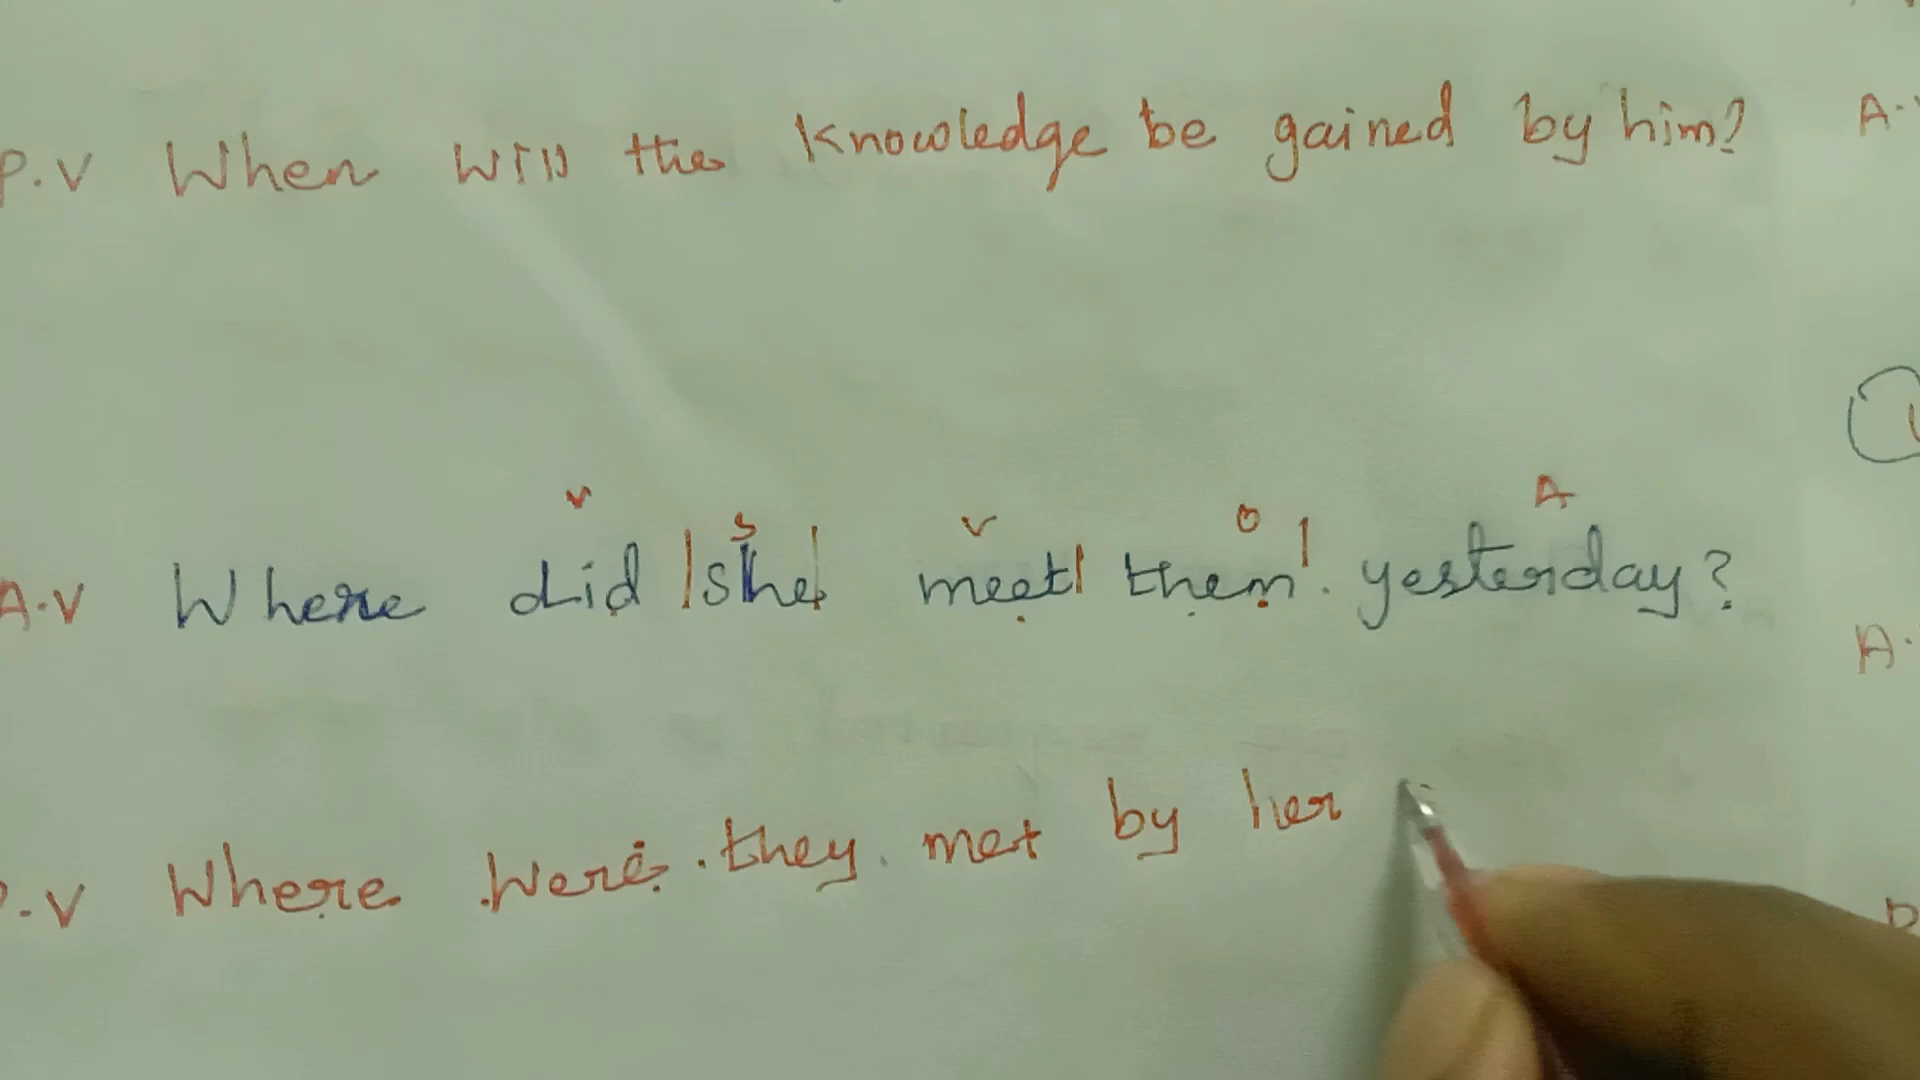 P.V When will the Knowledge be gained by him?
A.
V S V O A
A.V Where did |she| meet| them|. yesterday?
A.
P.V Where were they met by her